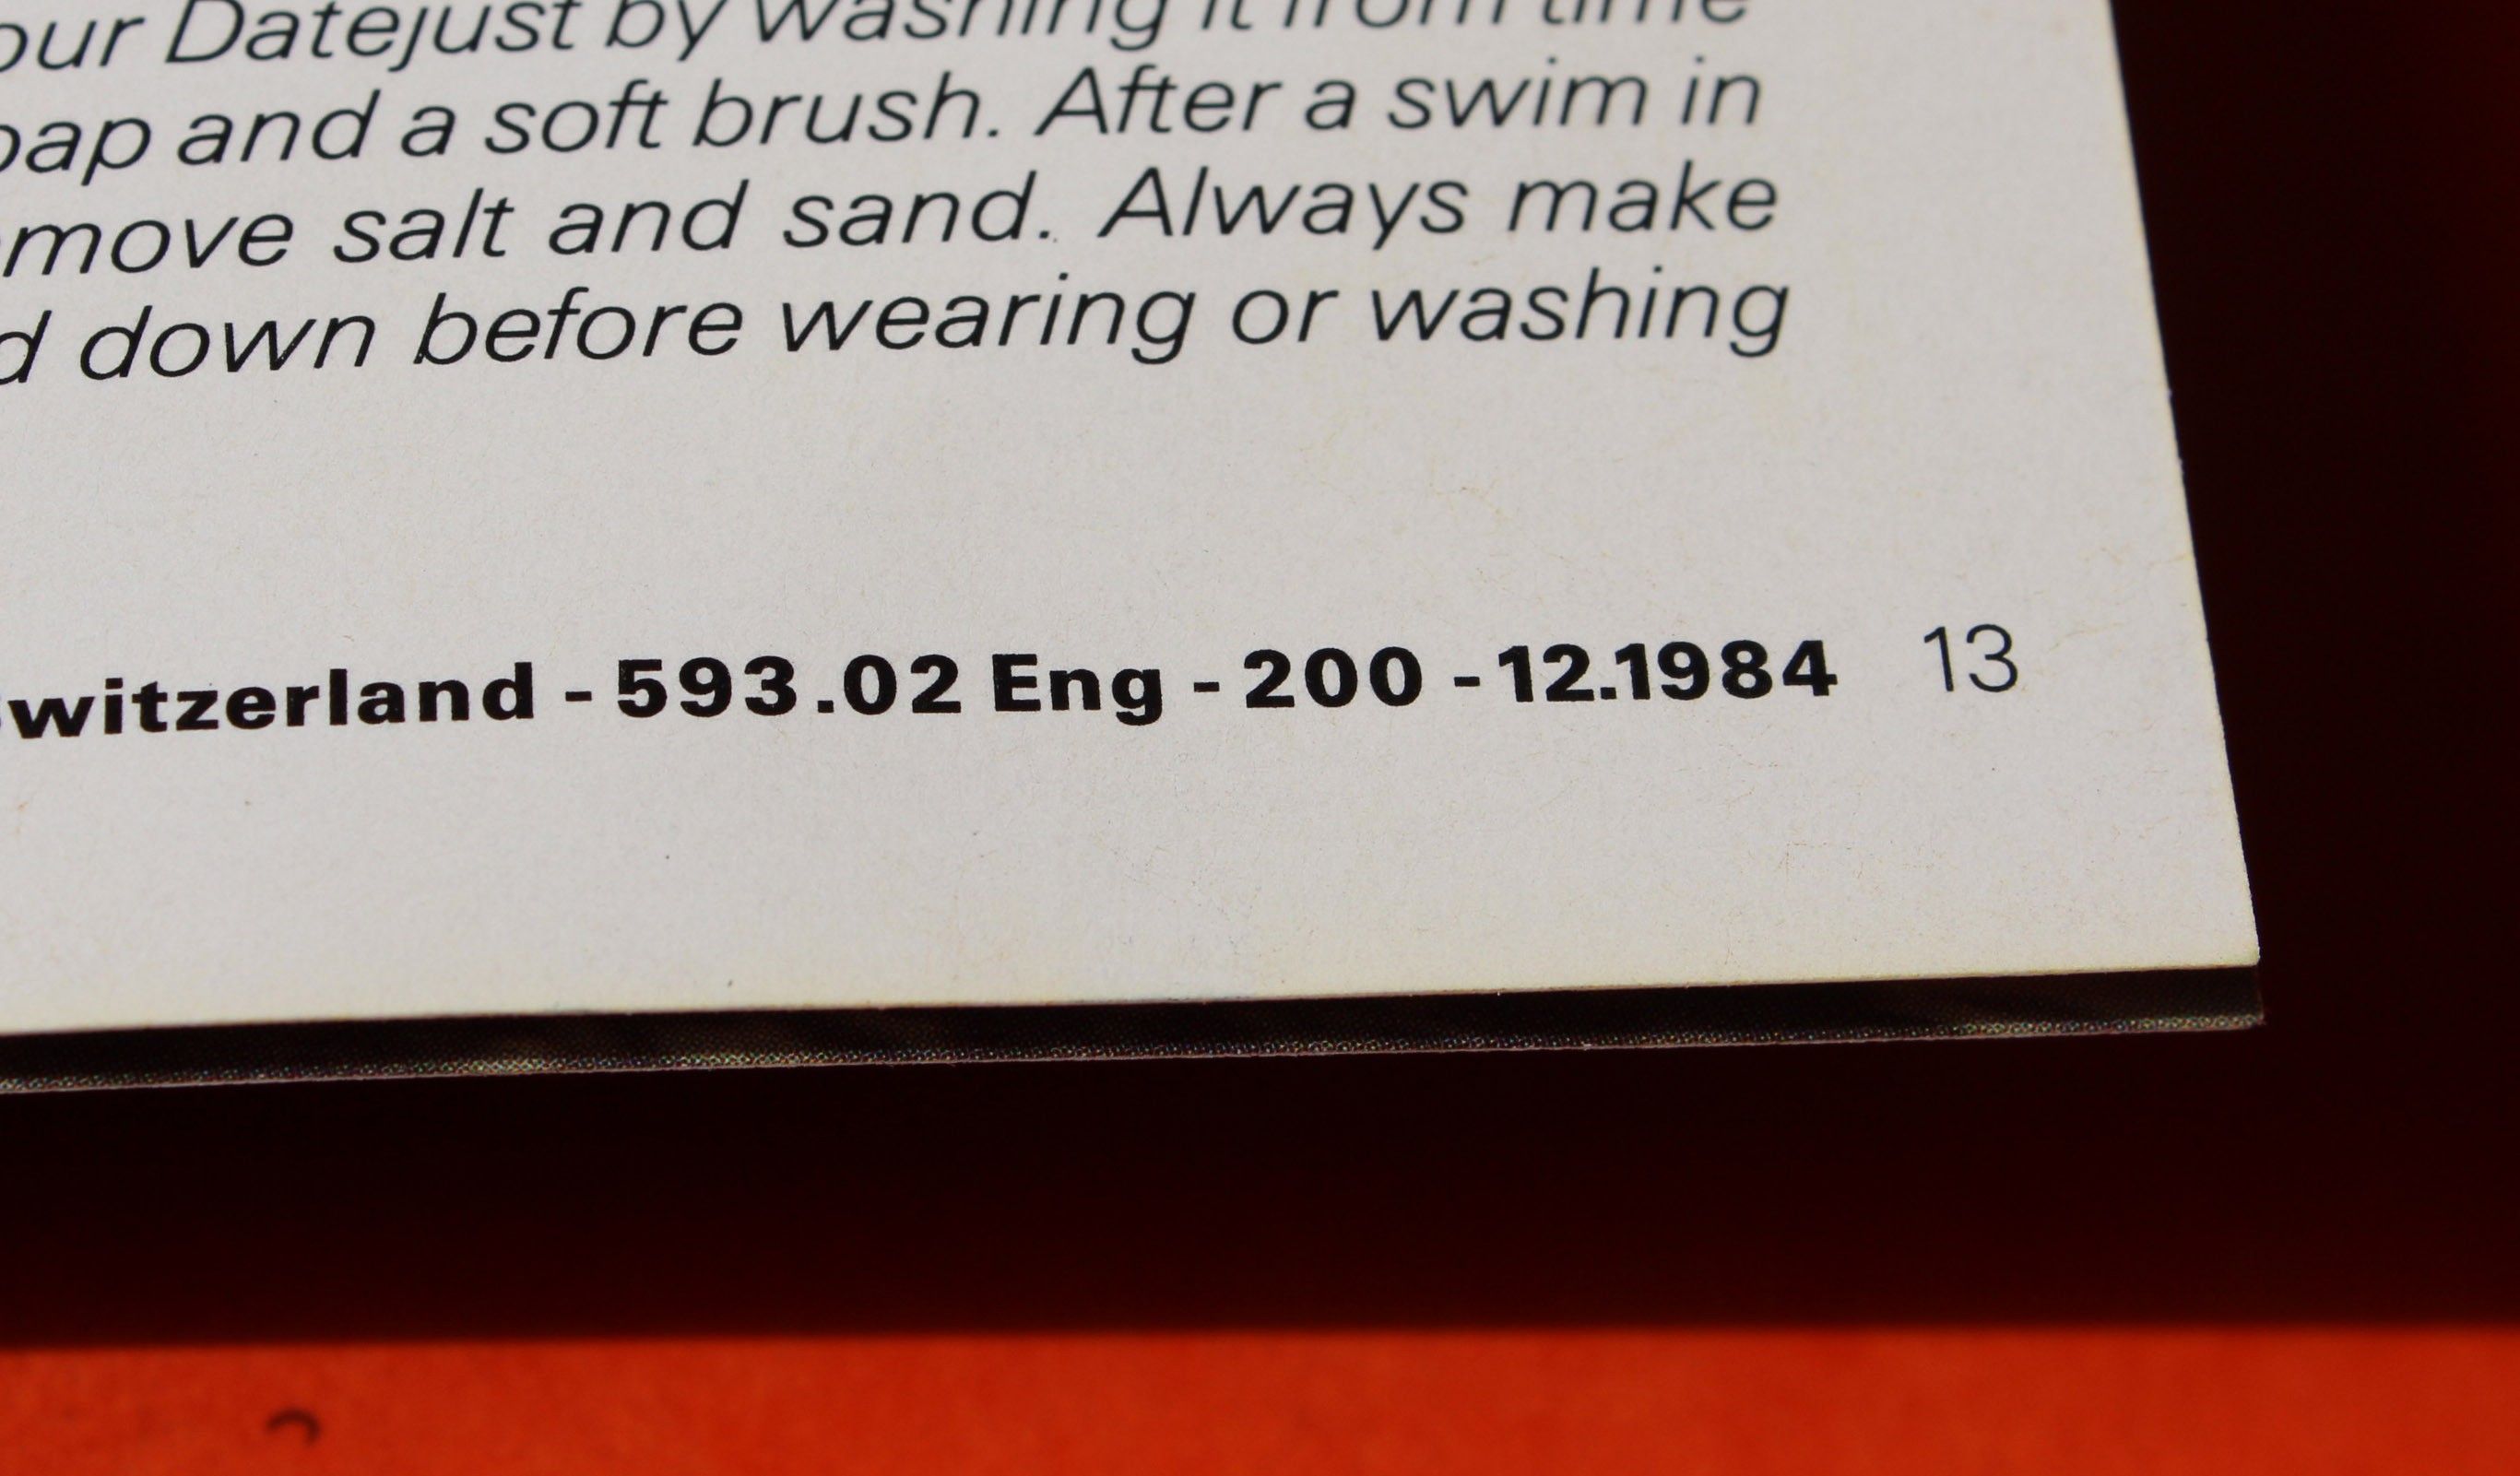 our Datejust by washing it from time
oap and a soft brush. After a swim in
move salt and sand. Always make
d down before wearing or washing
witzerland - 593.02 Eng - 200 - 12.1984 13